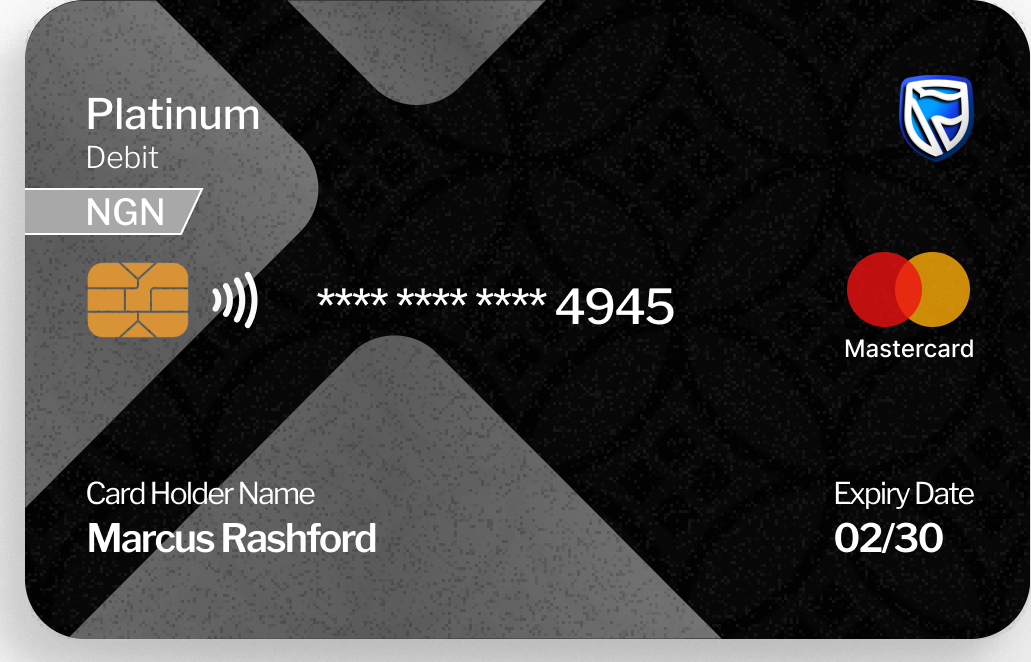 Platinum
Debit
NGN
**** **** **** 4945
Mastercard
Card Holder Name
Marcus Rashford
Expiry Date
02/30